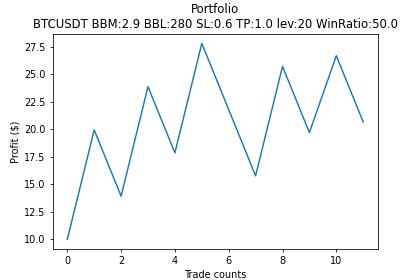 Portfolio
BTCUSDT BBM:2.9 BBL:280 SL:0.6 TP:1.0 lev:20 WinRatio:50.0
27.5
25.0
22.5
20.0
17.5
15.0
12.5
10.0
Profit ($)
0 2 4 6 8 10
Trade counts